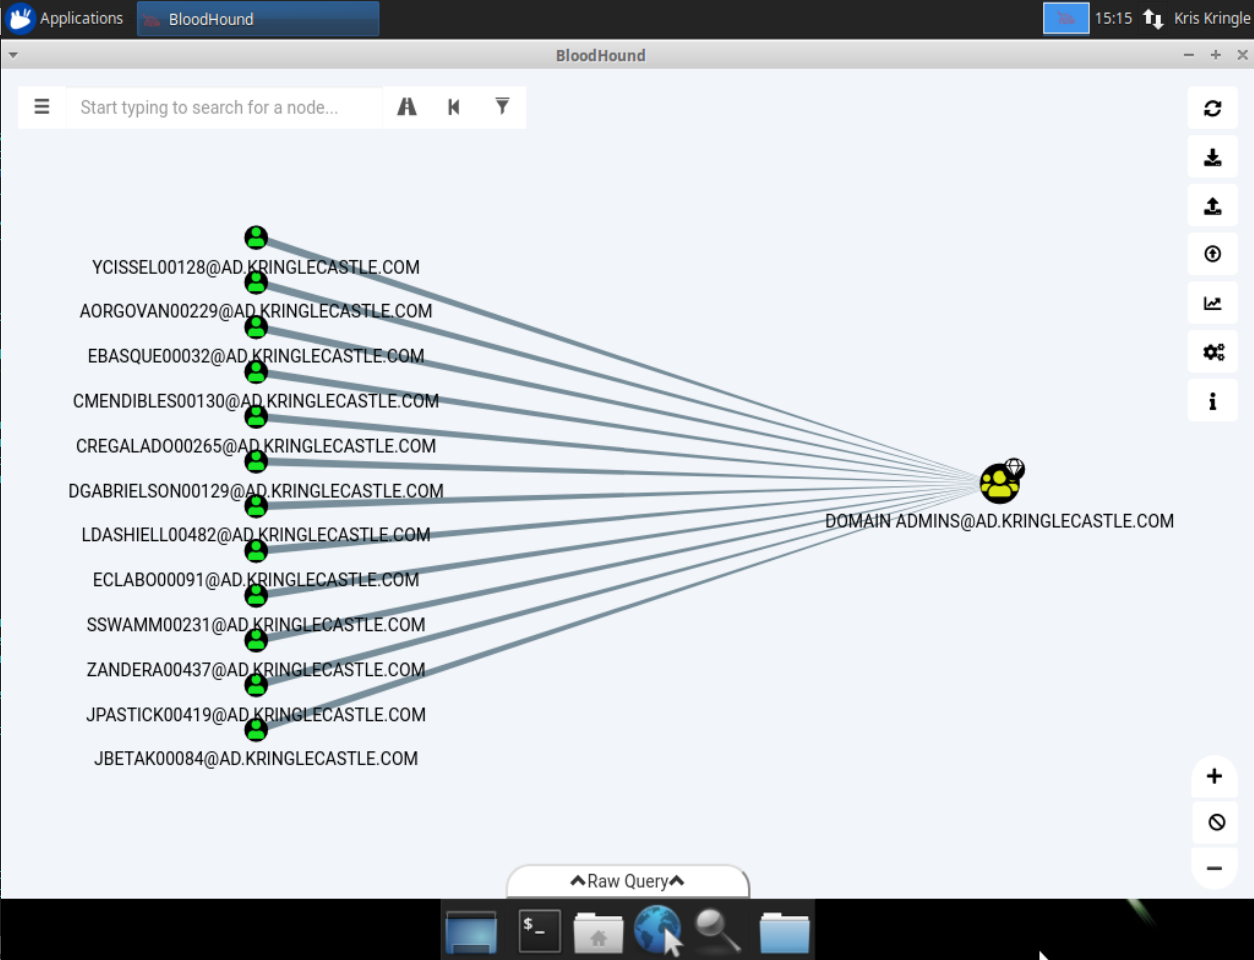 Applications
BloodHound
15:15
Kris Kringle
BloodHound
Start typing to search for a node...
YCISSEL00128@AD.KRINGLECASTLE.COM
AORGOVAN00229@AD.KRINGLECASTLE.COM
EBASQUE00032@AD.KRINGLECASTLE.COM
CMENDIBLES00130@AD.KRINGLECASTLE.COM
CREGALADO00265@AD.KRINGLECASTLE.COM
DGABRIELSON00129@AD.KRINGLECASTLE.COM
DOMAIN ADMINS@AD.KRINGLECASTLE.COM
LDASHIELL00482@AD.KRINGLECASTLE.COM
ECLABO00091@AD.KRINGLECASTLE.COM
SSWAMM00231@AD.KRINGLECASTLE.COM
ZANDERA00437@AD.KRINGLECASTLE.COM
JPASTICK00419@AD.KRINGLECASTLE.COM
JBETAK00084@AD.KRINGLECASTLE.COM
Raw Query
$_